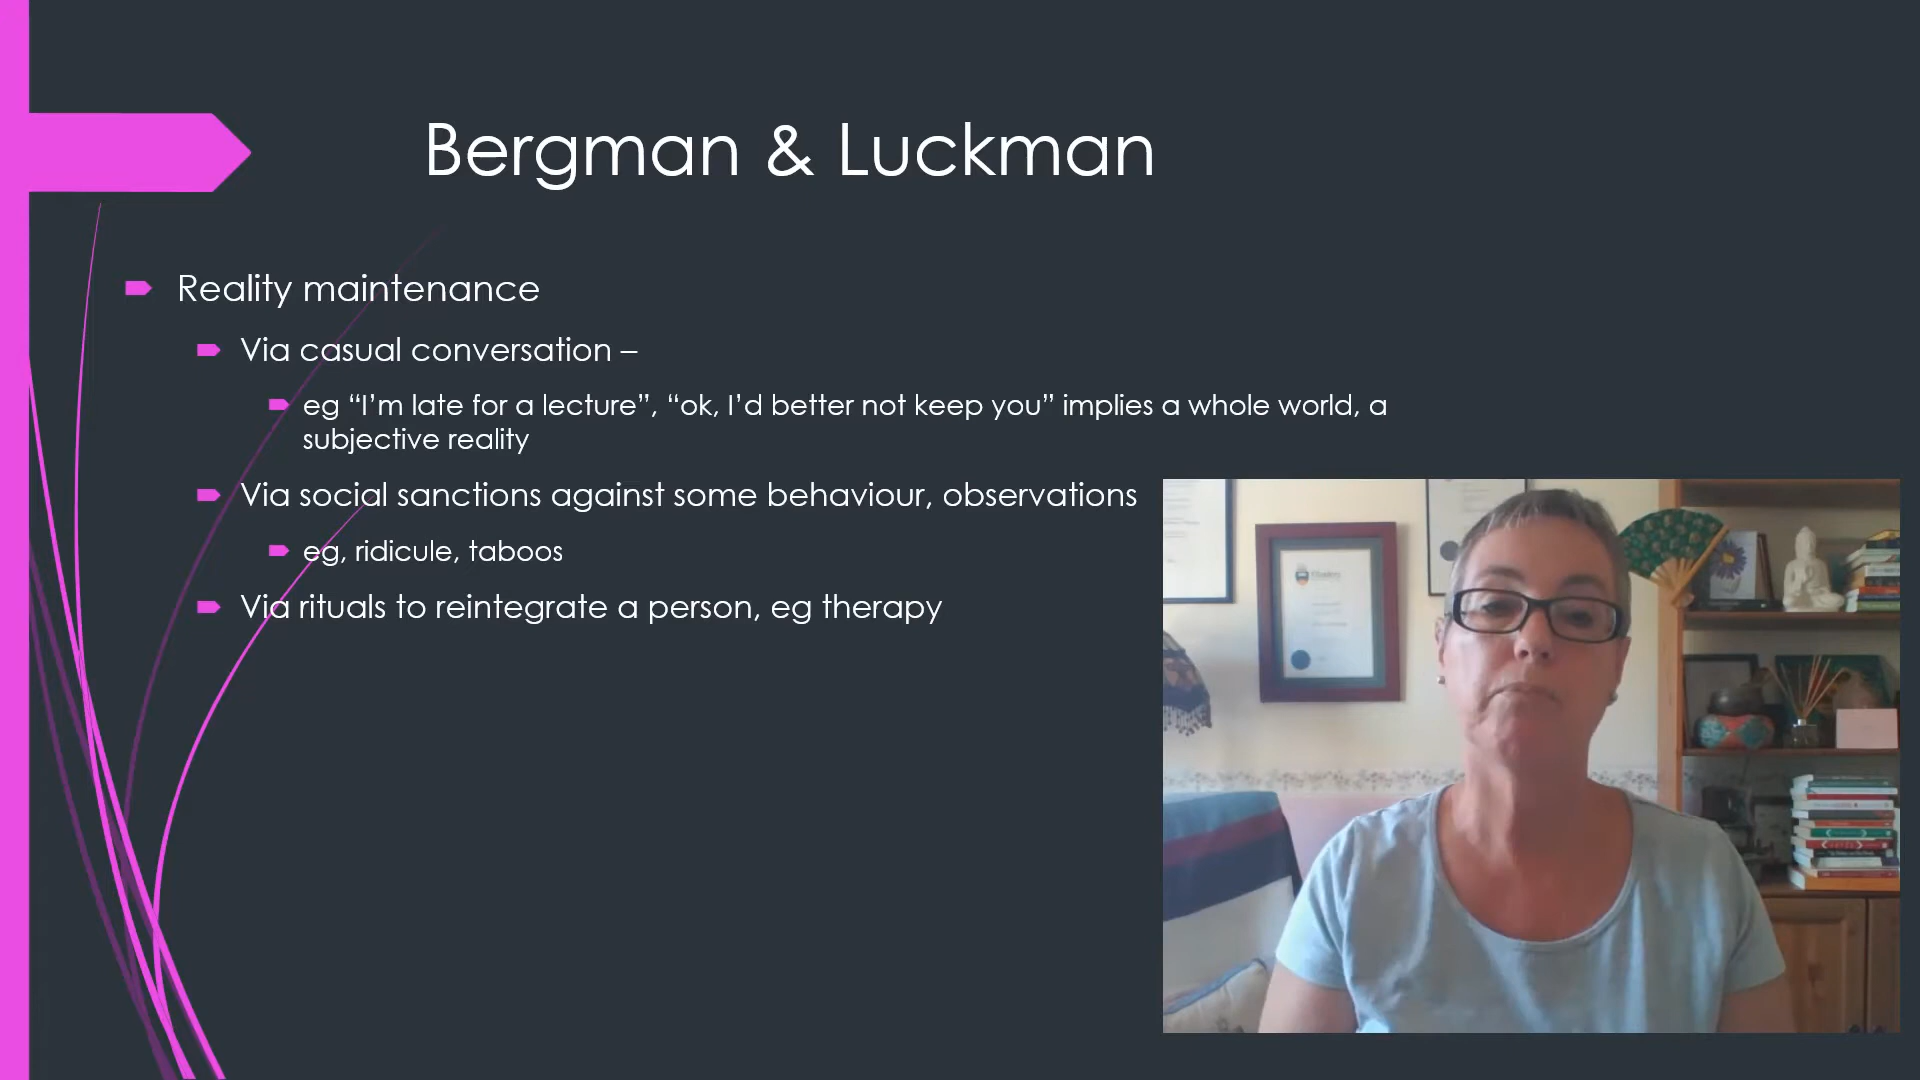 Bergman & Luckman
Reality maintenance
Via casual conversation –
eg “I’m late for a lecture”, “ok, I’d better not keep you” implies a whole world, a
subjective reality
Via social sanctions against some behaviour, observations
eg, ridicule, taboos
Via rituals to reintegrate a person, eg therapy